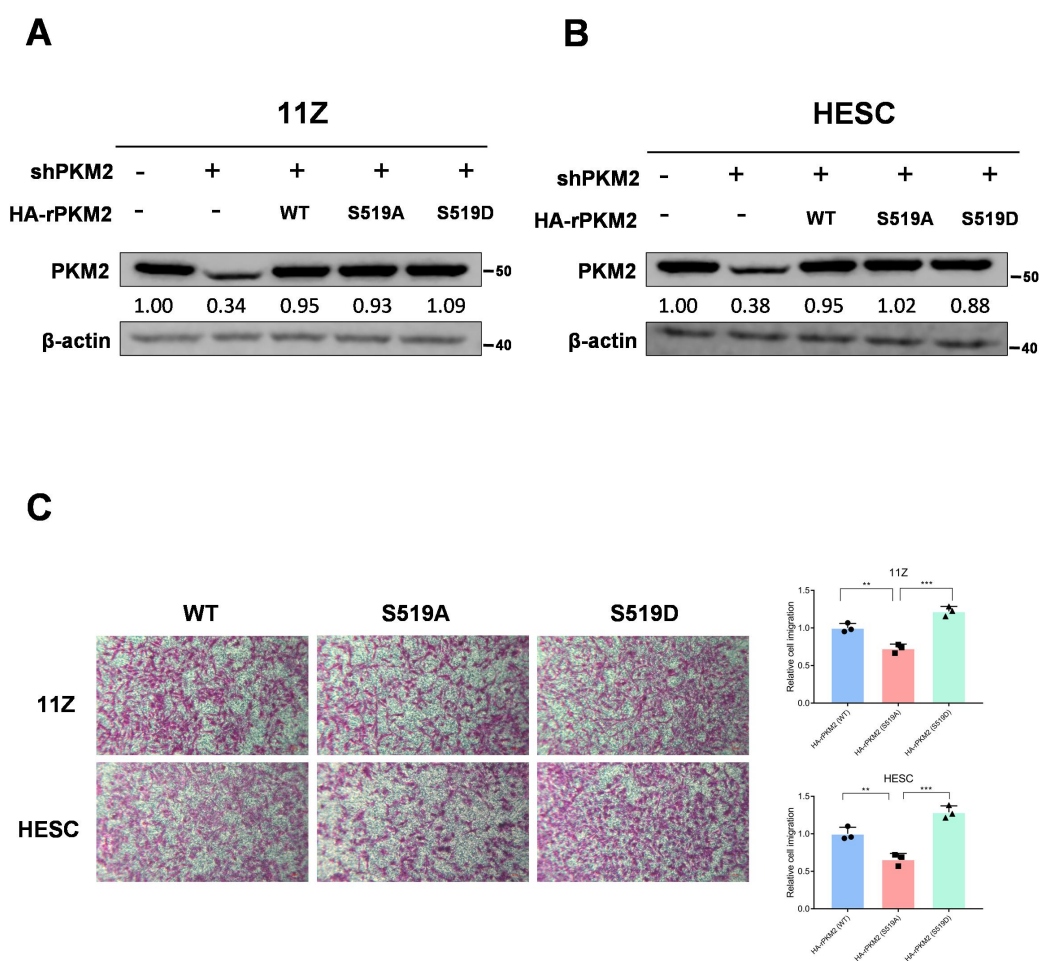 A
11Z
shPKM2 - + + + +
HA-rPKM2 - - WT S519A S519D
PKM2 50
1.00 0.34 0.95 0.93 1.09
β-actin 40
B
HESC
shPKM2 - + + + +
HA-rPKM2 - - WT S519A S519D
PKM2 50
1.00 0.38 0.95 1.02 0.88
β-actin 40
C
WT S519A S519D
11Z
HESC
11Z
** ***
Relative cell imigration
1.5
1.0
0.5
0.0
HA-rPKM2 (WT)
HA-rPKM2 (S519A)
HA-rPKM2 (S519D)
HESC
** ***
Relative cell imigration
1.5
1.0
0.5
0.0
HA-rPKM2 (WT)
HA-rPKM2 (S519A)
HA-rPKM2 (S519D)